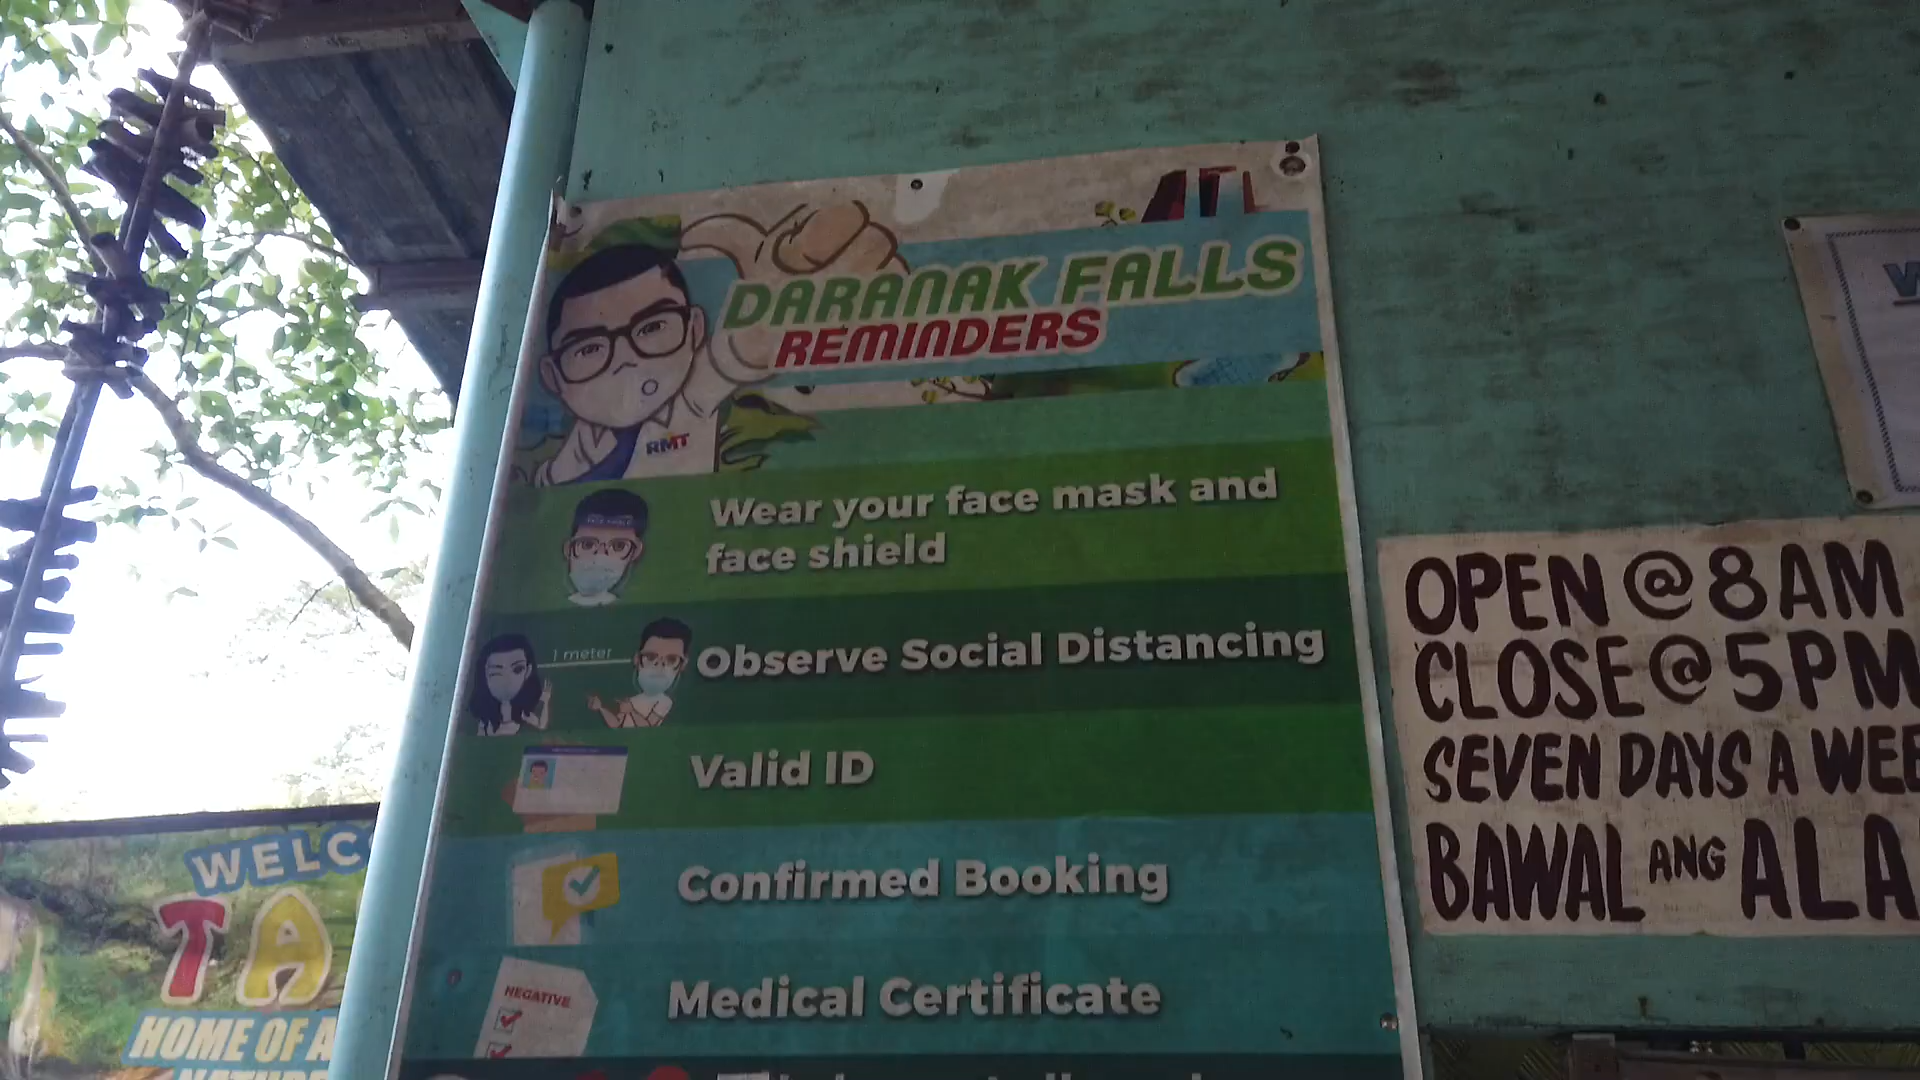 DARANAK FALLS
REMINDERS
RMT
Wear your face mask and
face shield
1 meter
Observe Social Distancing
Valid ID
Confirmed Booking
NEGATIVE
Medical Certificate
OPEN @ 8AM
CLOSE @ 5PM
SEVEN DAYS A WEE
BAWAL ANG ALA
WELC
TA
HOME OF A